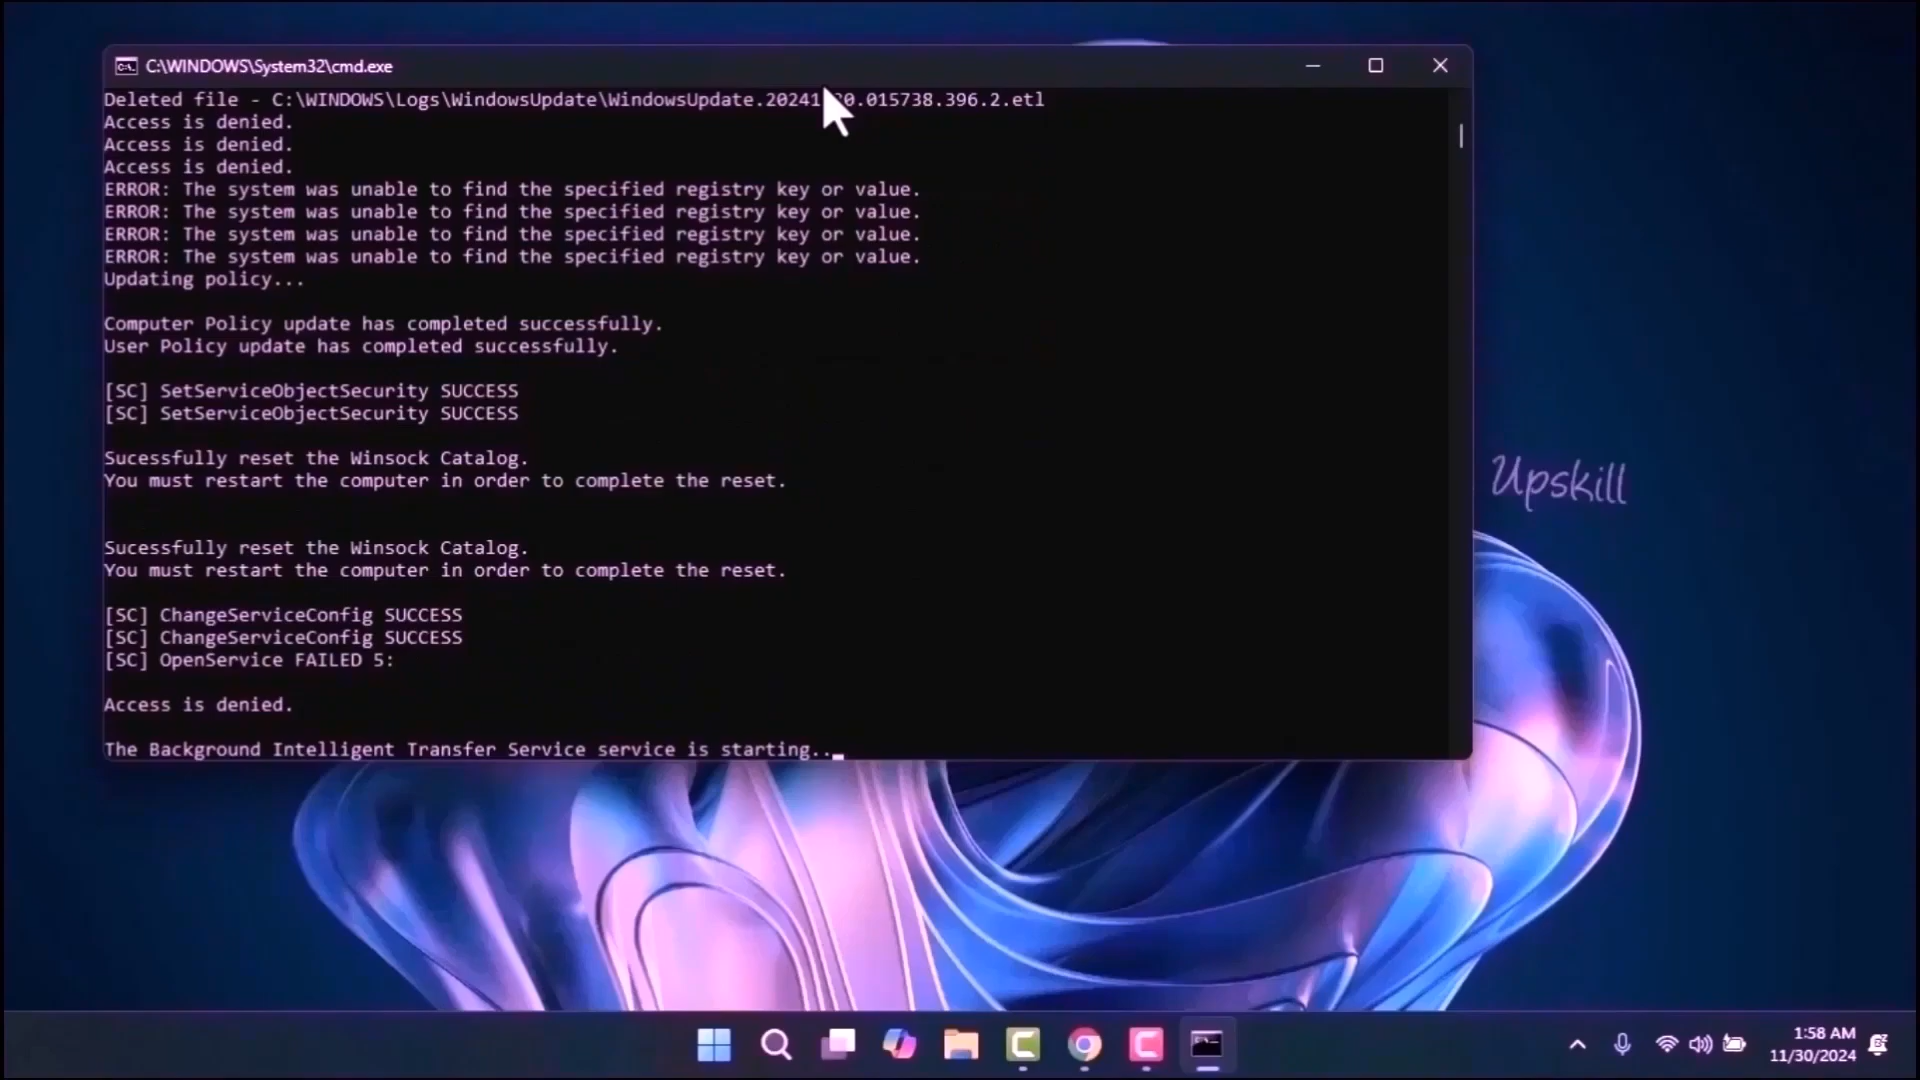 C:\WINDOWS\System32\cmd.exe
Deleted file - C:\WINDOWS\Logs\WindowsUpdate\WindowsUpdate.20241 0.015738.396.2.etl
Access is denied.
Access is denied.
Access is denied.
ERROR: The system was unable to find the specified registry key or value.
ERROR: The system was unable to find the specified registry key or value.
ERROR: The system was unable to find the specified registry key or value.
ERROR: The system was unable to find the specified registry key or value.
Updating policy...
Computer Policy update has completed successfully.
User Policy update has completed successfully.
[SC] SetServiceObjectSecurity SUCCESS
[SC] SetServiceObjectSecurity SUCCESS
Sucessfully reset the Winsock Catalog.
You must restart the computer in order to complete the reset.
Sucessfully reset the Winsock Catalog.
You must restart the computer in order to complete the reset.
[SC] ChangeServiceConfig SUCCESS
[SC] ChangeServiceConfig SUCCESS
[SC] OpenService FAILED 5:
Access is denied.
The Background Intelligent Transfer Service service is starting..
Upskill
1:58 AM
11/30/2024